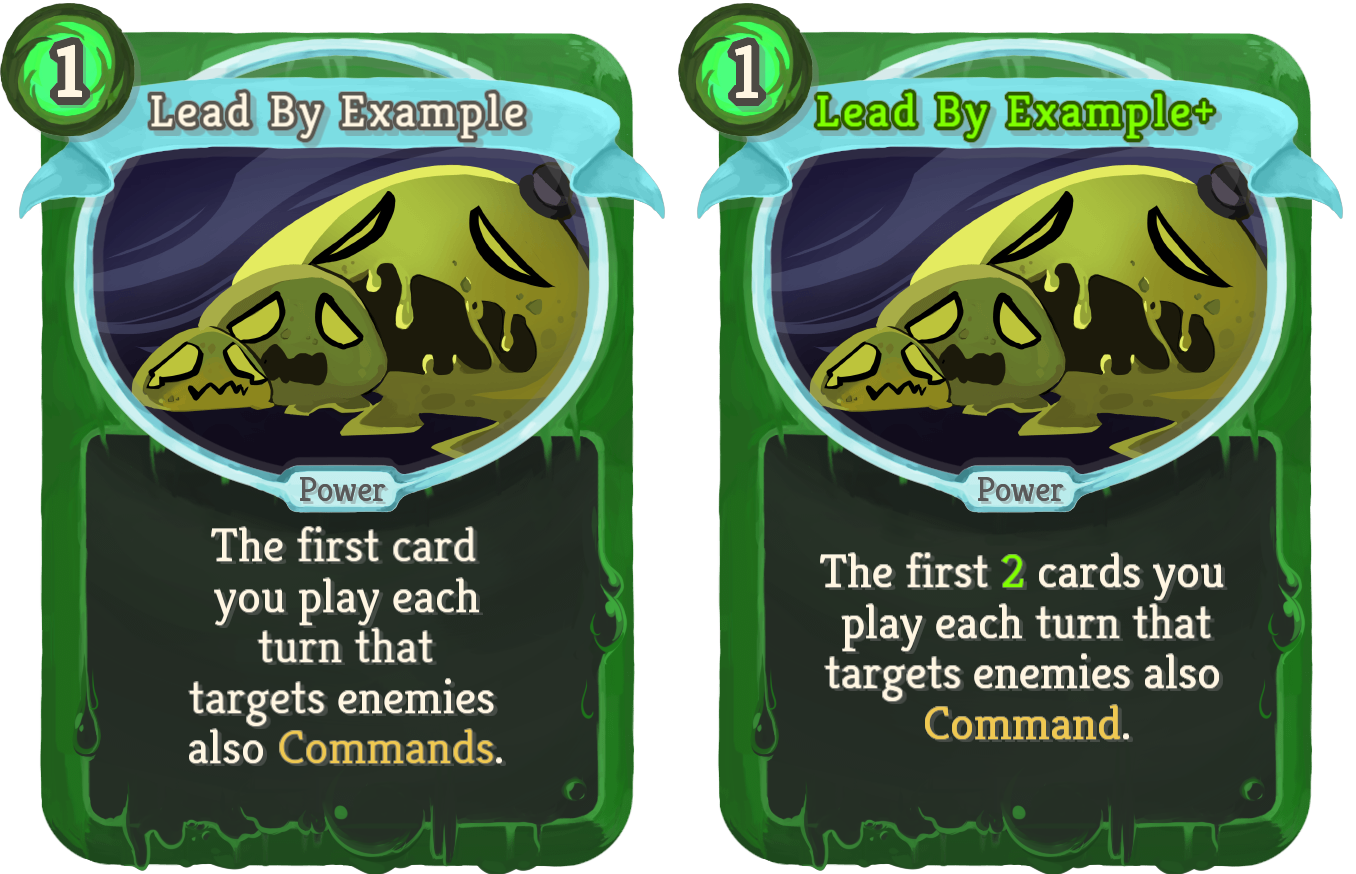 1
Lead By Example
Power
The first card
you play each
turn that
targets enemies
also Commands.
1
Lead By Example+
Power
The first 2 cards you
play each turn that
targets enemies also
Command.